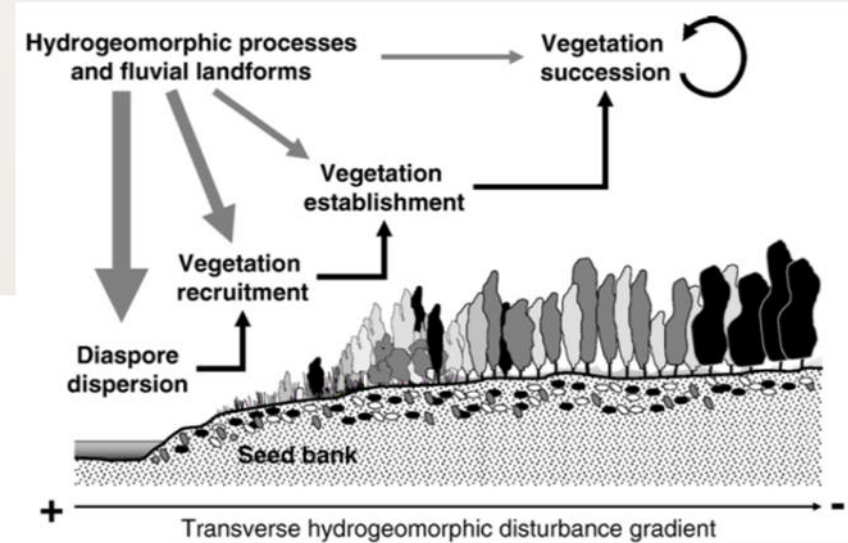 Hydrogeomorphic processes
and fluvial landforms
Vegetation
succession
Vegetation
establishment
Vegetation
recruitment
Diaspore
dispersion
Seed bank
+ -
Transverse hydrogeomorphic disturbance gradient